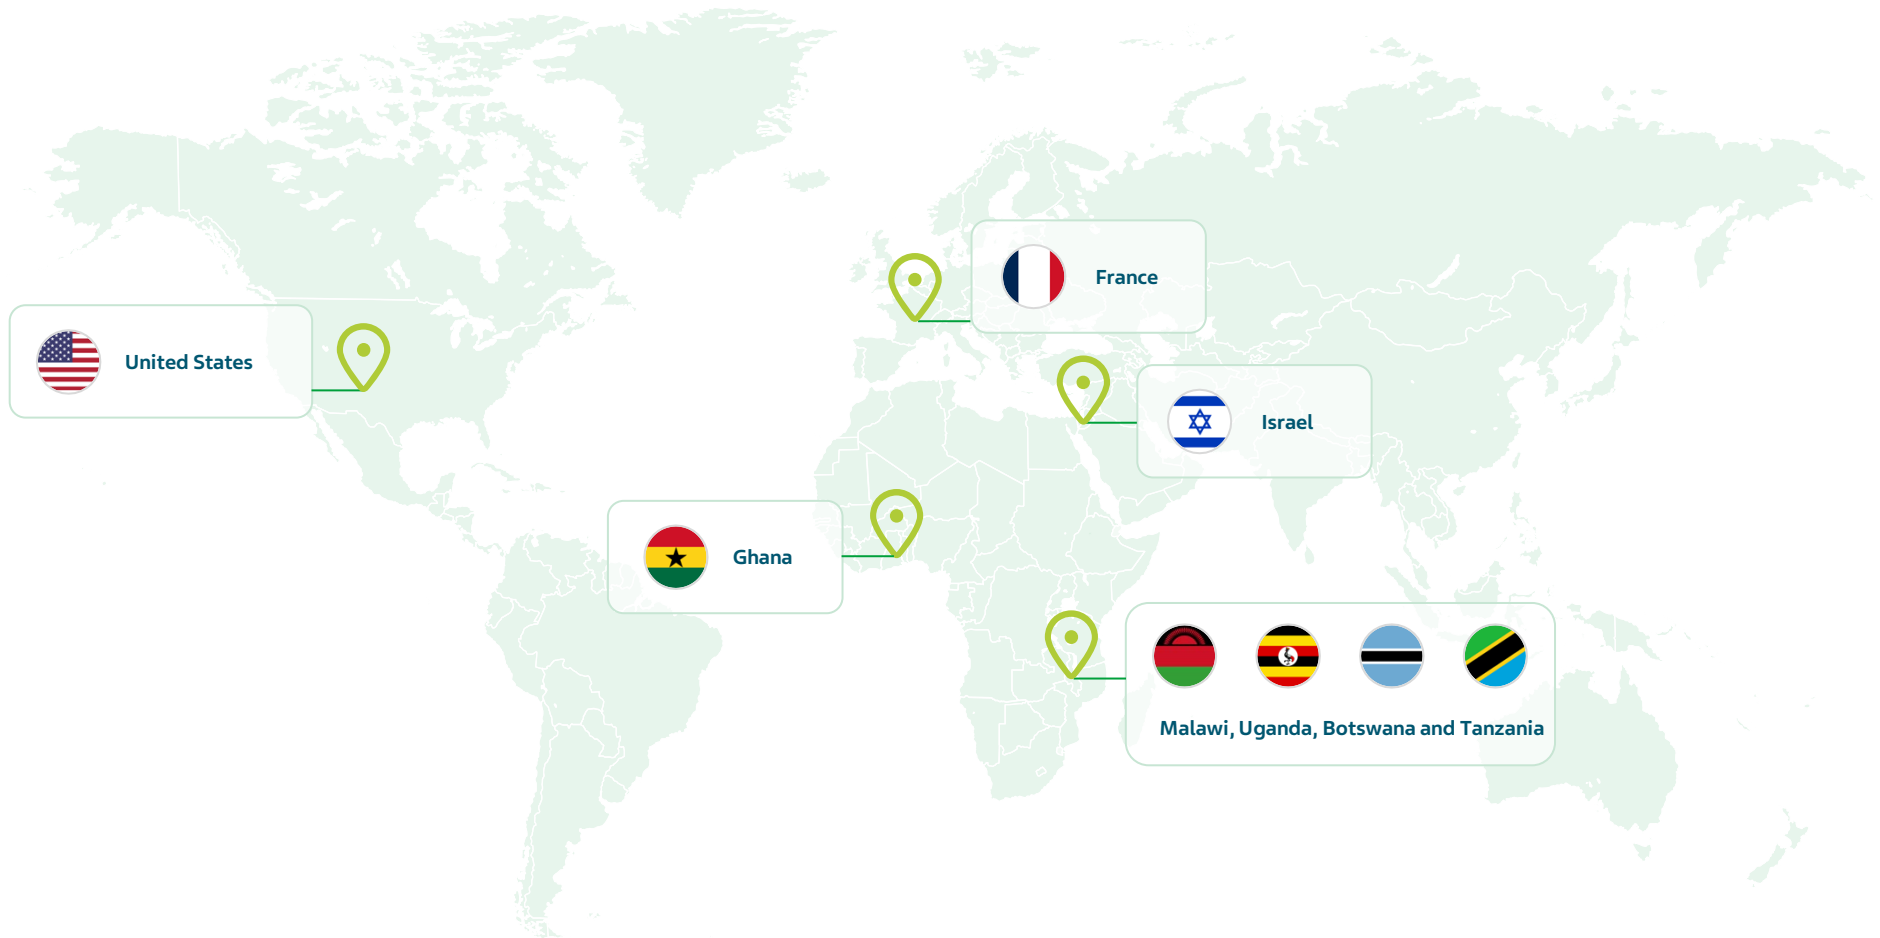 France
United States
Israel
Ghana
Malawi, Uganda, Botswana and Tanzania